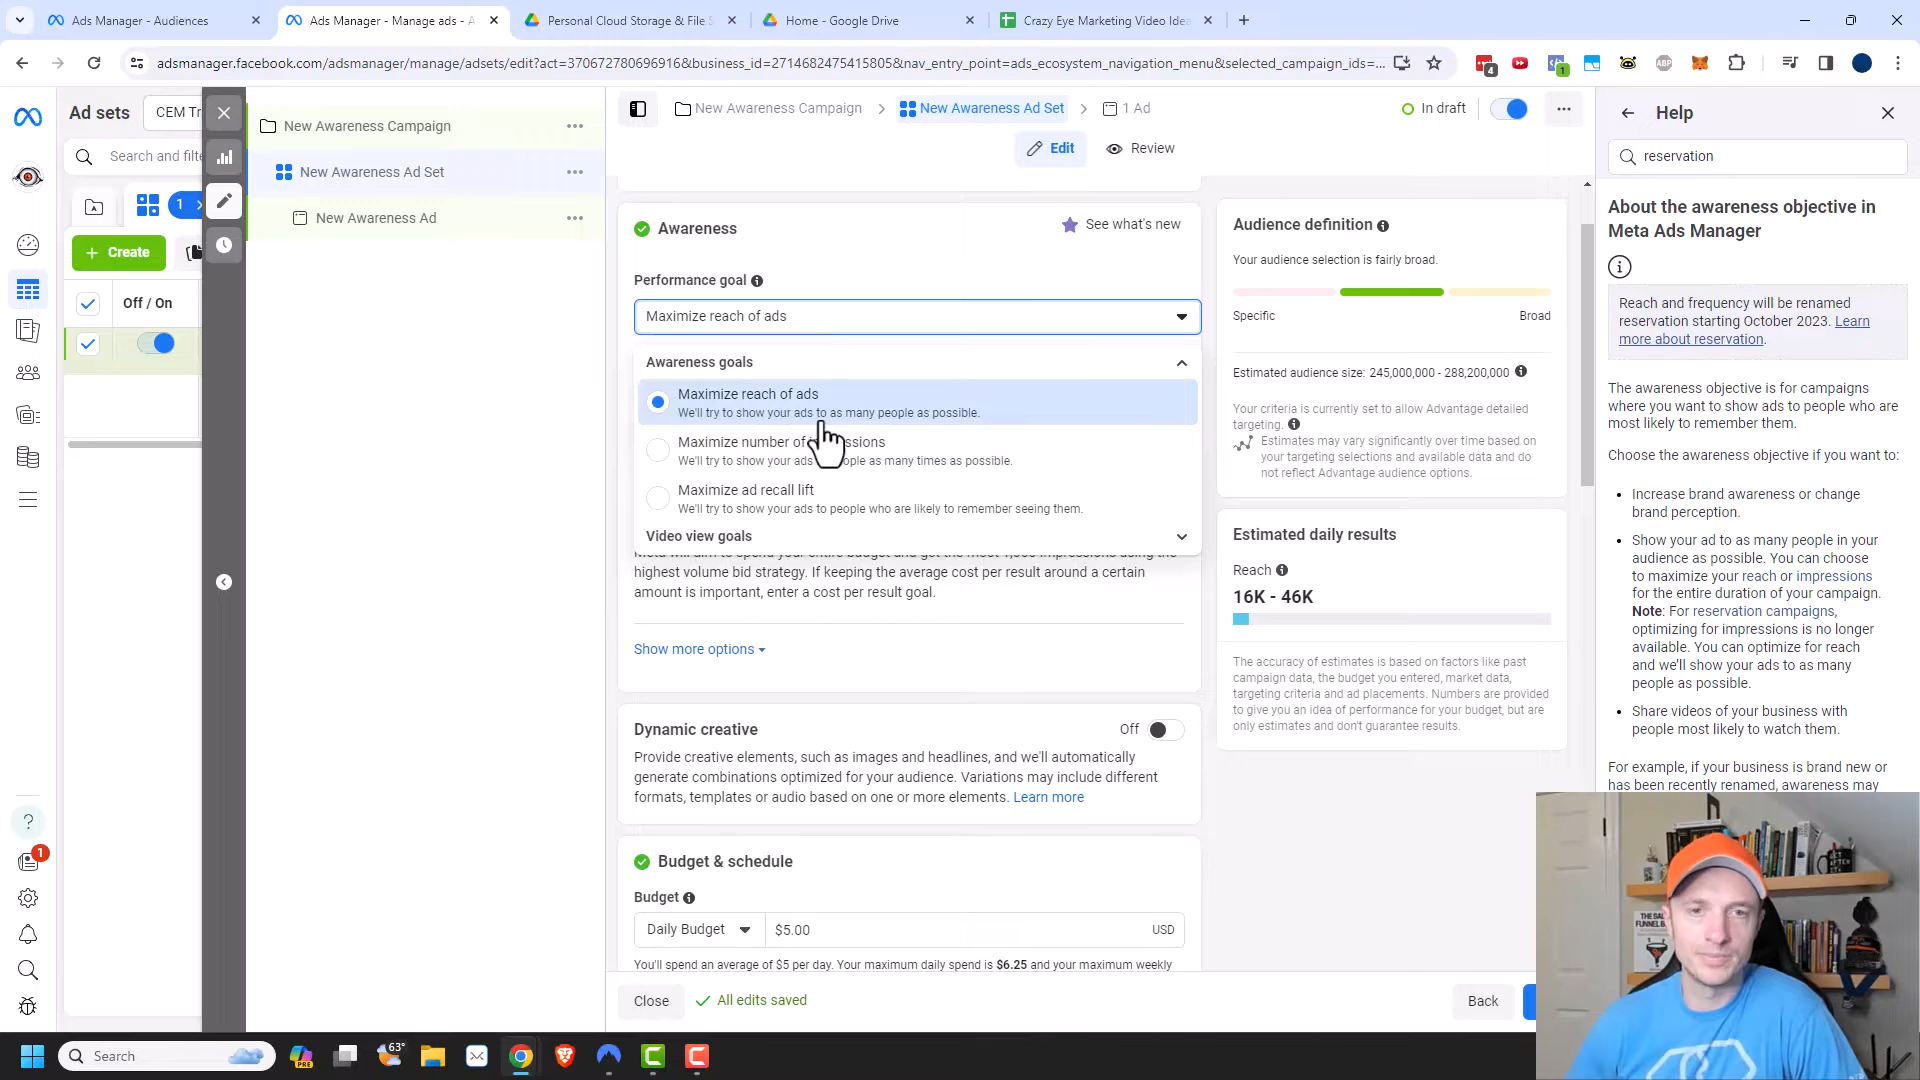 Ads Manager - Audiences
Ads Manager - Manage ads - A
Personal Cloud Storage & File S
Home - Google Drive
Crazy Eye Marketing Video Idea
adsmanager.facebook.com/adsmanager/manage/adsets/edit?act=370672780696916&business_id=2714682475415805&nav_entry_point=ads_ecosystem_navigation_menu&selected_campaign_ids=...
4
1
ABP
Ad sets
CEM Tr
Search and filte
1
Create
Off / On
New Awareness Campaign
New Awareness Ad Set
New Awareness Ad
New Awareness Campaign
New Awareness Ad Set
1 Ad
In draft
Edit
Review
Awareness
See what's new
Performance goal
Maximize reach of ads
Awareness goals
Maximize reach of ads
We'll try to show your ads to as many people as possible.
Maximize number of
We'll try to show your ads people as many times as possible.
Maximize ad recall lift
We'll try to show your ads to people who are likely to remember seeing them.
Video view goals
Meta will aim to spend your entire budget and get the most 1,000 impressions using the
highest volume bid strategy. If keeping the average cost per result around a certain
amount is important, enter a cost per result goal.
Show more options
Dynamic creative
Off
Provide creative elements, such as images and headlines, and we'll automatically
generate combinations optimized for your audience. Variations may include different
formats, templates or audio based on one or more elements. Learn more
Budget & schedule
Budget
Daily Budget
$5.00
USD
You'll spend an average of $5 per day. Your maximum daily spend is $6.25 and your maximum weekly
Close
All edits saved
Back
Audience definition
Your audience selection is fairly broad.
Specific
Broad
Estimated audience size: 245,000,000 - 288,200,000
Your criteria is currently set to allow Advantage detailed
targeting.
Estimates may vary significantly over time based on
your targeting selections and available data and do
not reflect Advantage audience options.
Estimated daily results
Reach
16K - 46K
The accuracy of estimates is based on factors like past
campaign data, the budget you entered, market data,
targeting criteria and ad placements. Numbers are provided
to give you an idea of performance for your budget, but are
only estimates and don't guarantee results.
Help
reservation
About the awareness objective in
Meta Ads Manager
Reach and frequency will be renamed
reservation starting October 2023. Learn
more about reservation.
The awareness objective is for campaigns
where you want to show ads to people who are
most likely to remember them.
Choose the awareness objective if you want to:
Increase brand awareness or change
brand perception.
Show your ad to as many people in your
audience as possible. You can choose
to maximize your reach or impressions
for the entire duration of your campaign.
Note: For reservation campaigns,
optimizing for impressions is no longer
available. You can optimize for reach
and we'll show your ads to as many
people as possible.
Share videos of your business with
people most likely to watch them.
For example, if your business is brand new or
has been recently renamed, awareness may
1
Search
PRE
63°